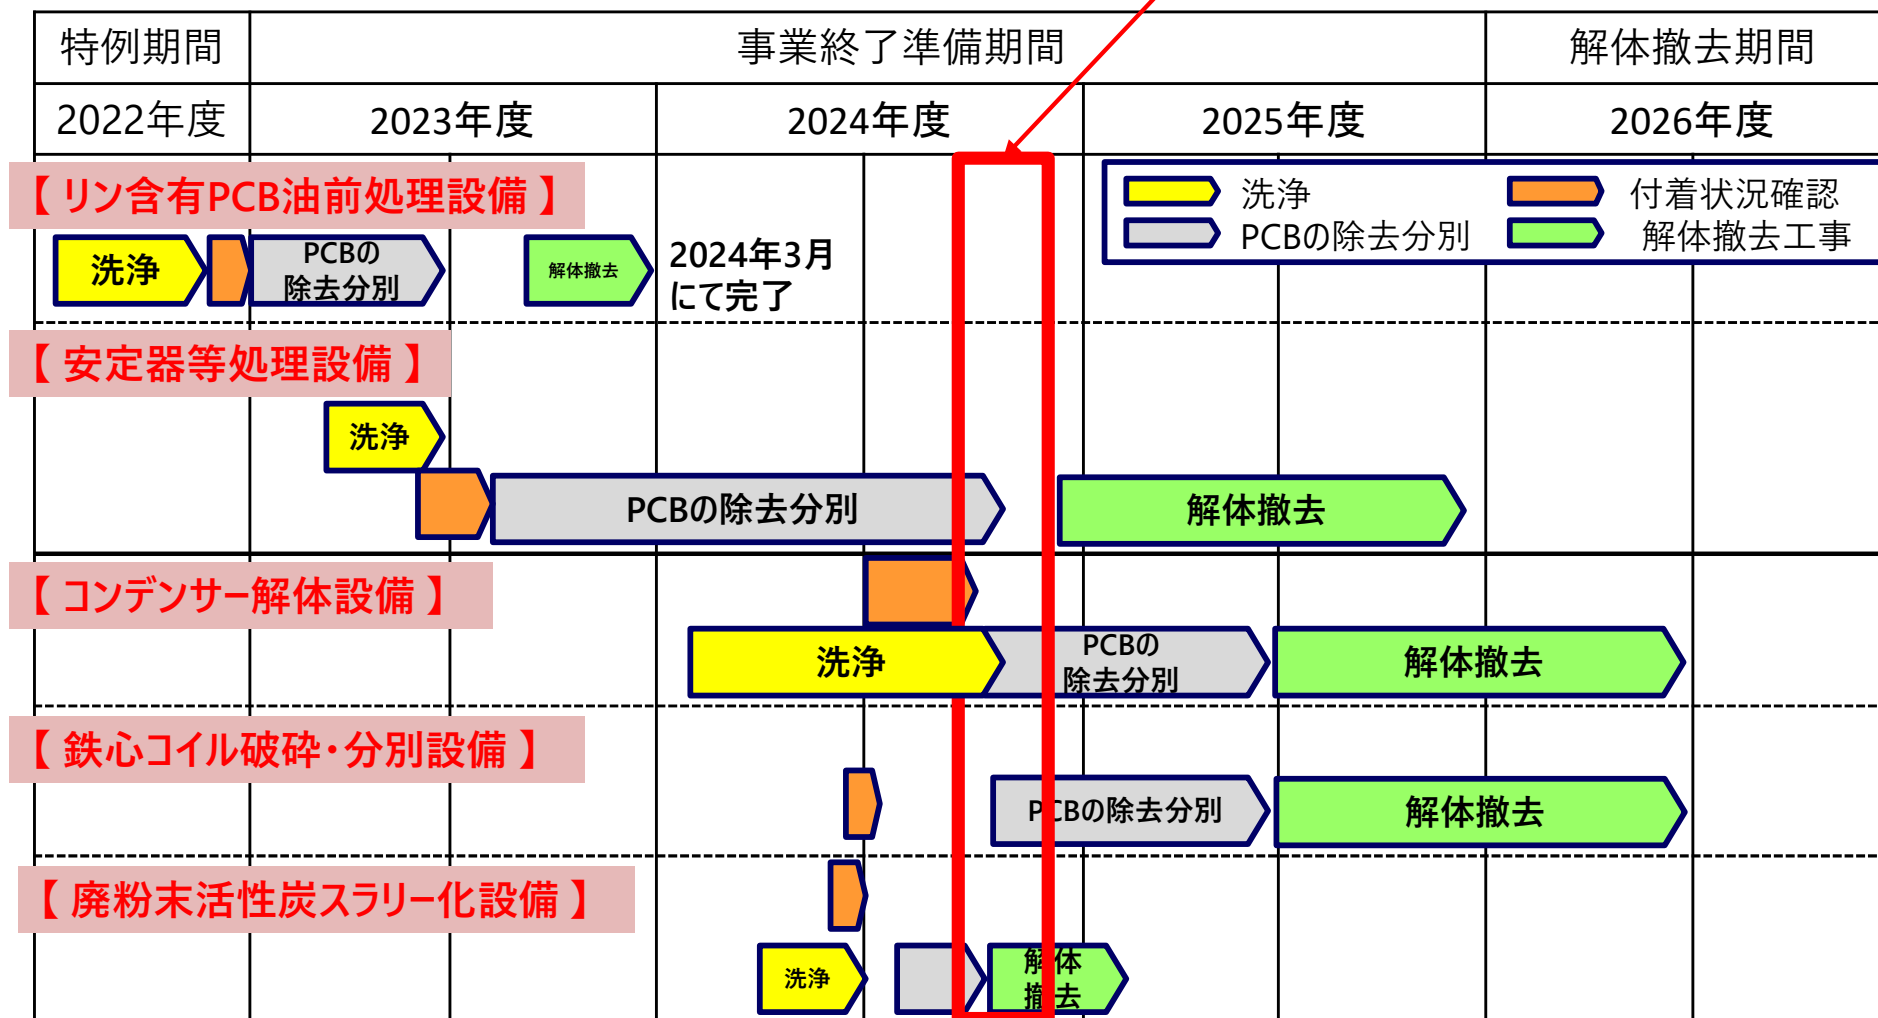 特例期間
事業終了準備期間
解体撤去期間
2022年度
2023年度
2024年度
2025年度
2026年度
【 リン含有PCB油前処理設備 】
洗浄
付着状況確認
PCBの除去分別
解体撤去工事
洗浄
PCBの
除去分別
解体撤去
2024年3月
にて完了
【 安定器等処理設備 】
洗浄
PCBの除去分別
解体撤去
【 コンデンサー解体設備 】
洗浄
PCBの
除去分別
解体撤去
【 鉄心コイル破砕・分別設備 】
PCBの除去分別
解体撤去
【 廃粉末活性炭スラリー化設備 】
洗浄
解体
撤去